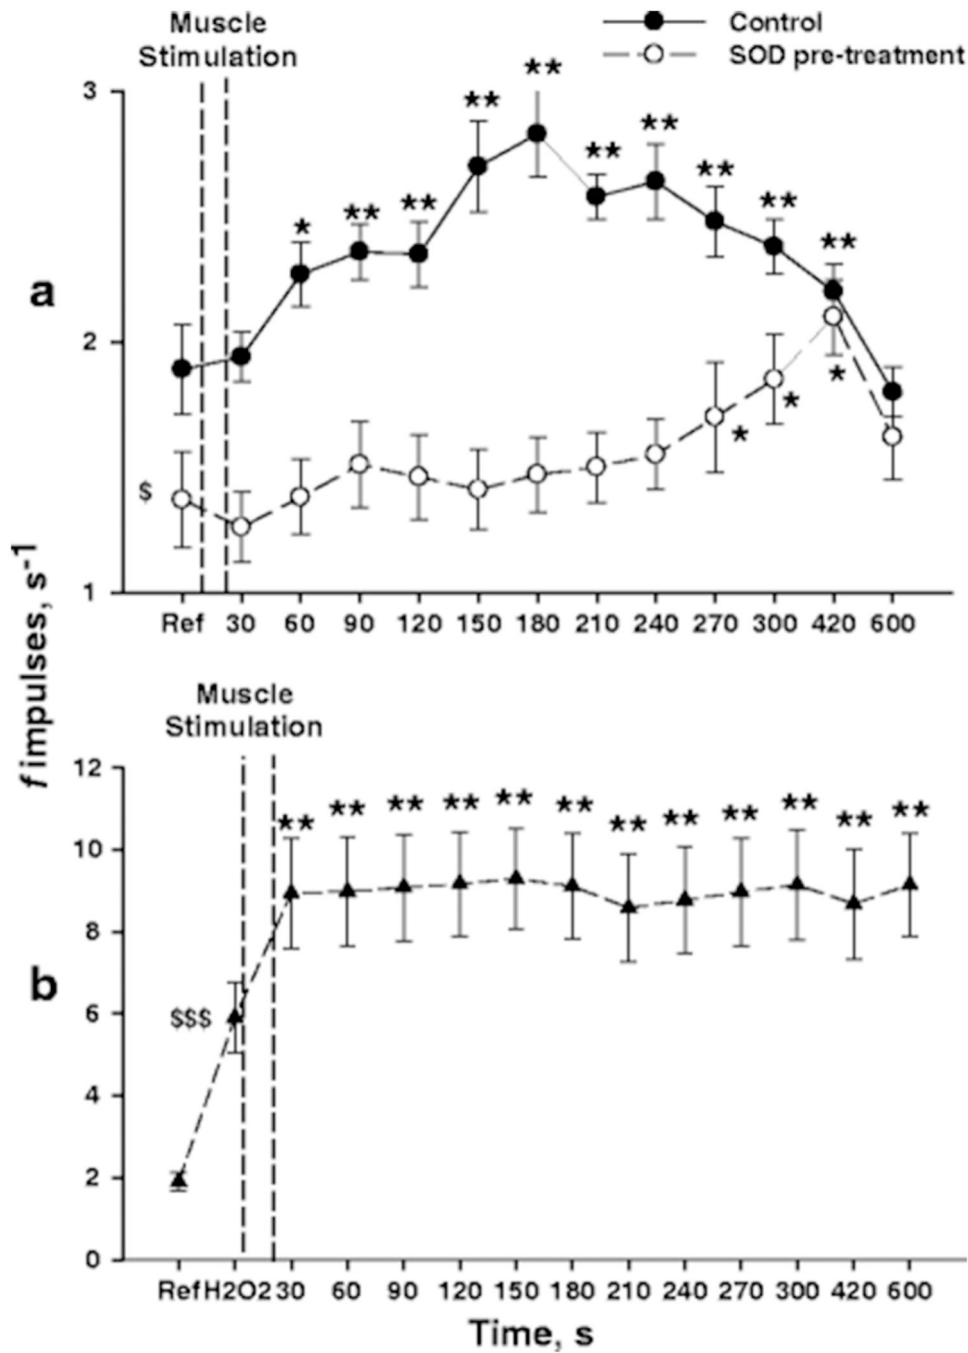 Muscle
Stimulation
Control
SOD pre-treatment
3
**
**
**
**
**
**
*
**
**
**
a
2
**
*
*
*
$
1
Ref 30 60 90 120 150 180 210 240 270 300 420 600
f impulses, s-1
Muscle
Stimulation
12
** ** ** ** ** ** ** ** ** ** ** **
10
8
b
$$$
6
4
2
0
Ref H2O2 30 60 90 120 150 180 210 240 270 300 420 600
Time, s